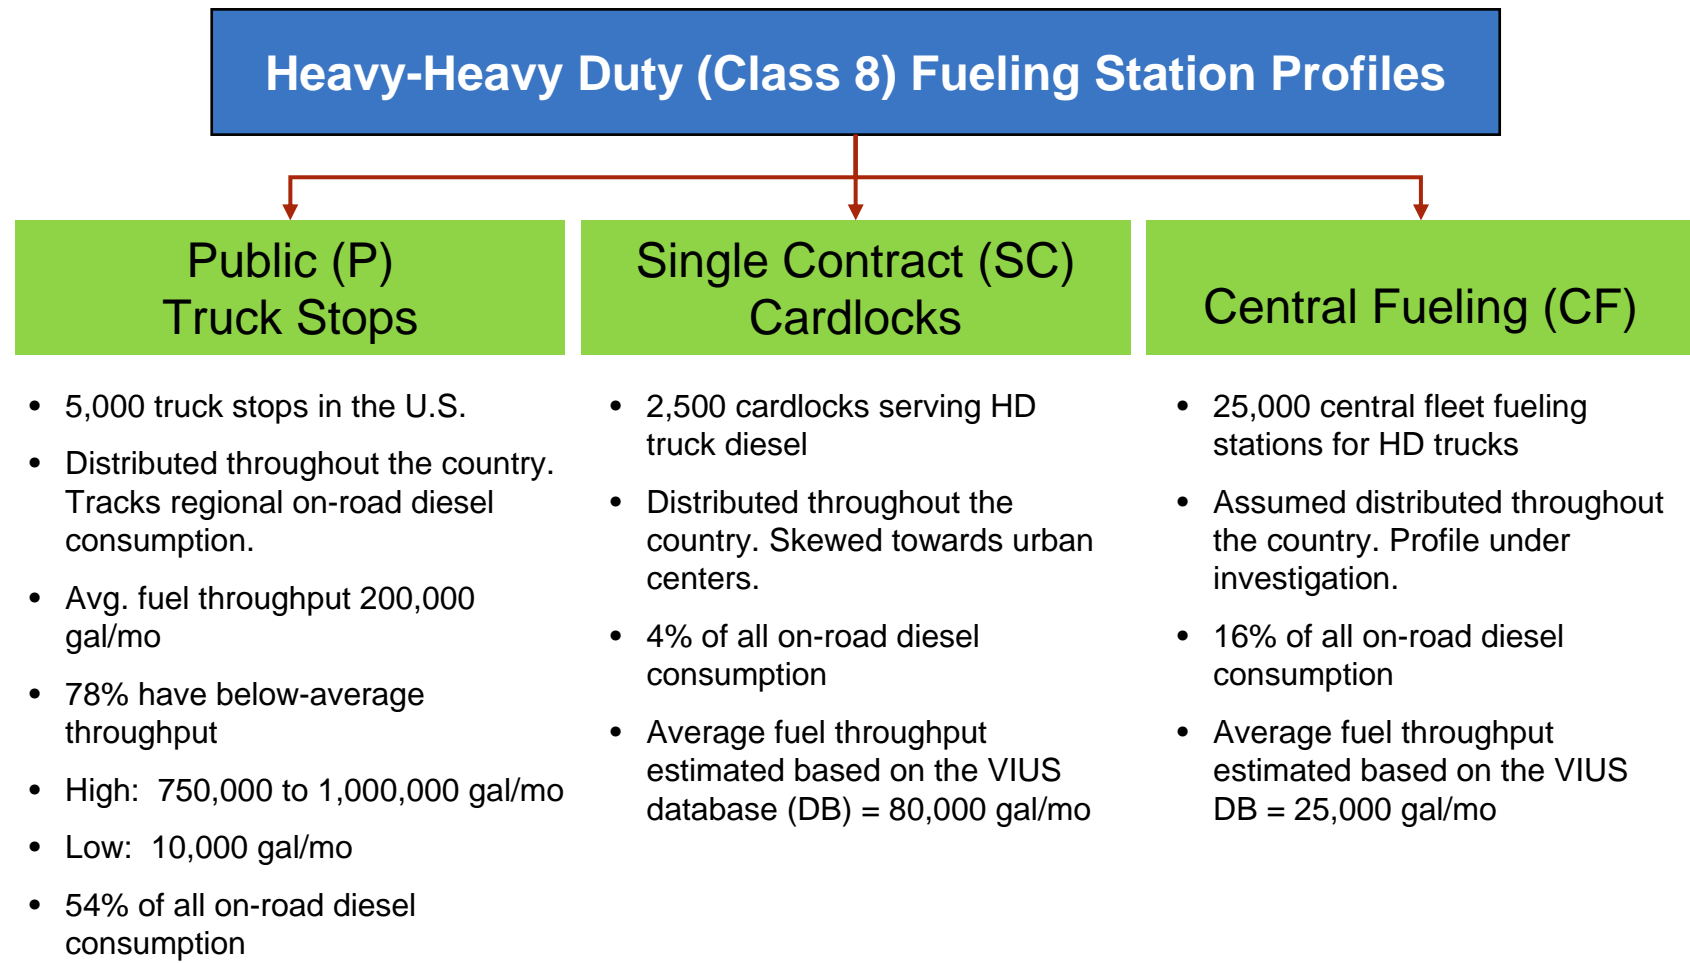 Heavy-Heavy Duty (Class 8) Fueling Station Profiles
Public (P)
Truck Stops
• 5,000 truck stops in the U.S.
• Distributed throughout the country.
Tracks regional on-road diesel
consumption.
• Avg. fuel throughput 200,000
gal/mo
• 78% have below-average
throughput
• High:  750,000 to 1,000,000 gal/mo
• Low:  10,000 gal/mo
• 54% of all on-road diesel
consumption
Single Contract (SC)
Cardlocks
• 2,500 cardlocks serving HD
truck diesel
• Distributed throughout the
country. Skewed towards urban
centers.
• 4% of all on-road diesel
consumption
• Average fuel throughput
estimated based on the VIUS
database (DB) = 80,000 gal/mo
Central Fueling (CF)
• 25,000 central fleet fueling
stations for HD trucks
• Assumed distributed throughout
the country. Profile under
investigation.
• 16% of all on-road diesel
consumption
• Average fuel throughput
estimated based on the VIUS
DB = 25,000 gal/mo